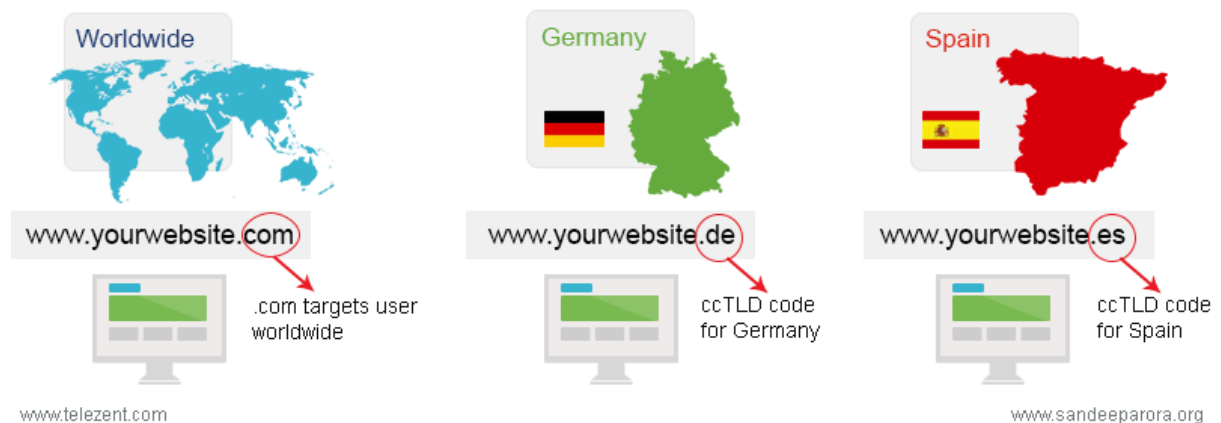 Worldwide
Germany
Spain
www.yourwebsite.com
www.yourwebsite.de
www.yourwebsite.es
.com targets user
worldwide
ccTLD code
for Germany
ccTLD code
for Spain
www.telezent.com
www.sandeeparora.org